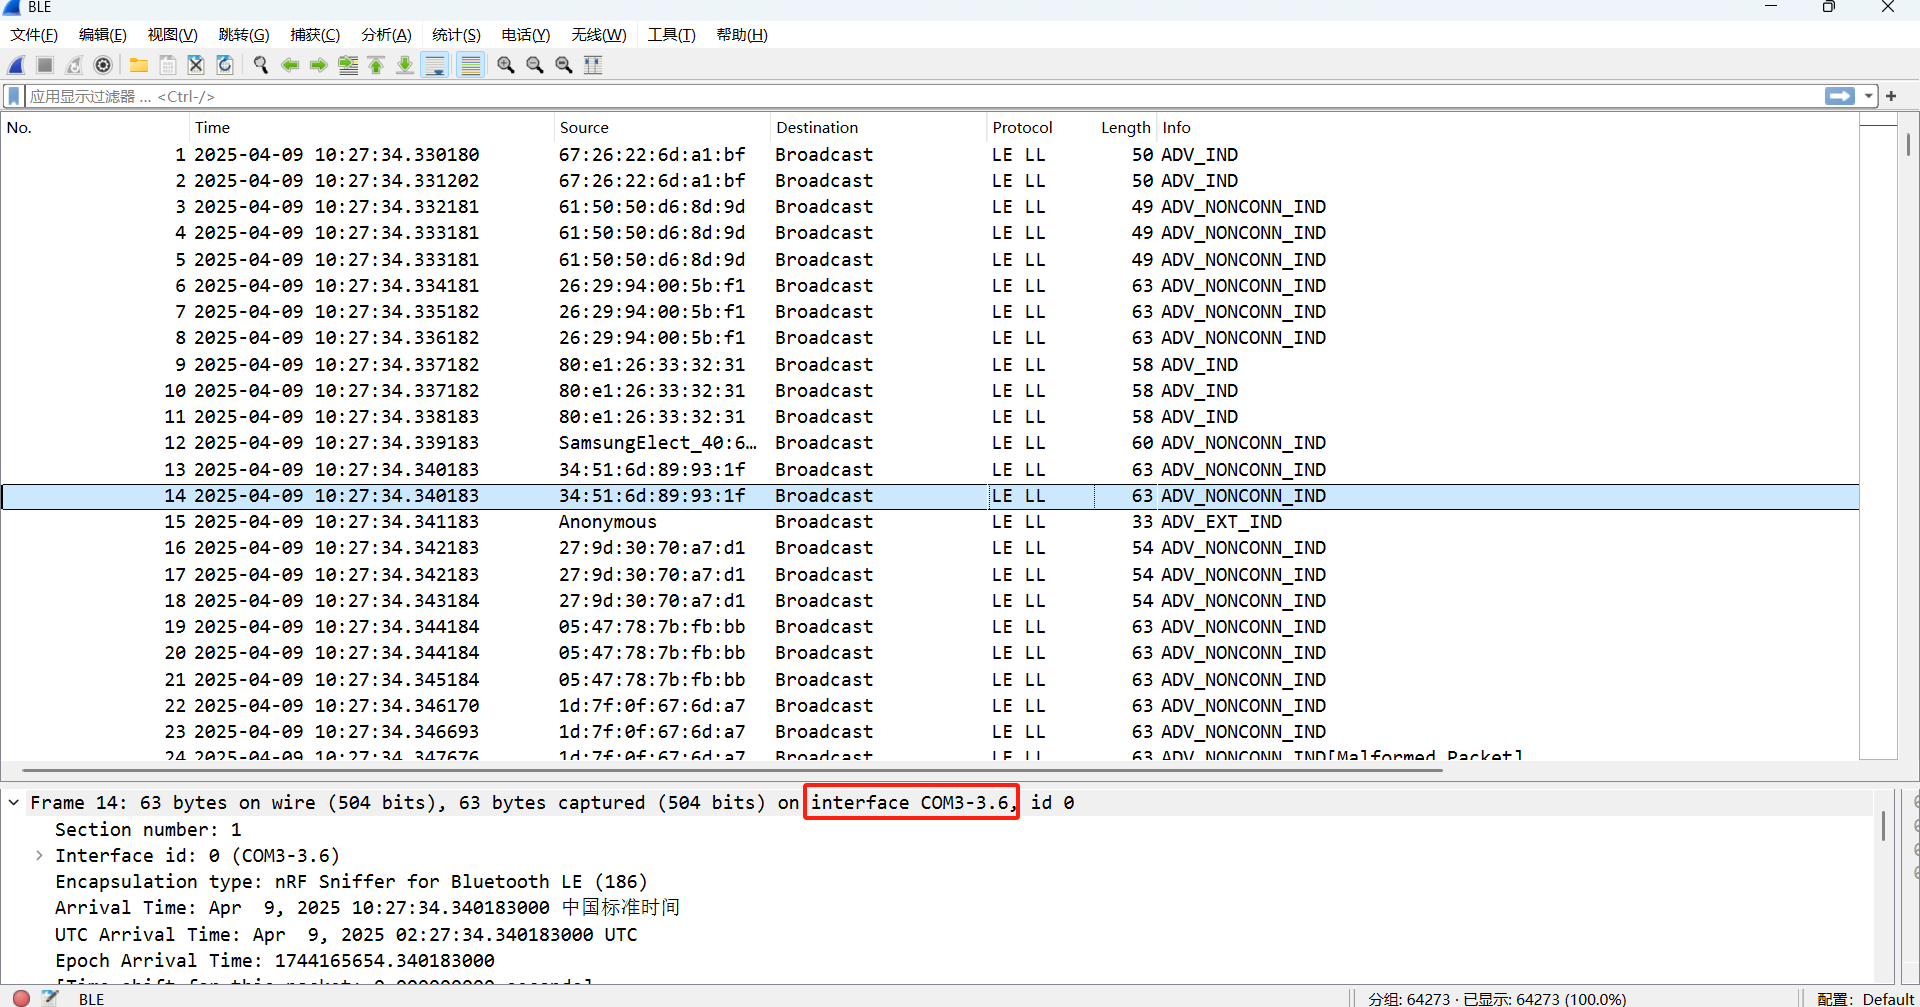 BLE
文件(F) 编辑(E) 视图(V) 跳转(G) 捕获(C) 分析(A) 统计(S) 电话(Y) 无线(W) 工具(T) 帮助(H)
应用显示过滤器 … <Ctrl-/>
No. Time Source Destination Protocol Length Info
1 2025-04-09 10:27:34.330180 67:26:22:6d:a1:bf Broadcast LE LL 50 ADV_IND
2 2025-04-09 10:27:34.331202 67:26:22:6d:a1:bf Broadcast LE LL 50 ADV_IND
3 2025-04-09 10:27:34.332181 61:50:50:d6:8d:9d Broadcast LE LL 49 ADV_NONCONN_IND
4 2025-04-09 10:27:34.333181 61:50:50:d6:8d:9d Broadcast LE LL 49 ADV_NONCONN_IND
5 2025-04-09 10:27:34.333181 61:50:50:d6:8d:9d Broadcast LE LL 49 ADV_NONCONN_IND
6 2025-04-09 10:27:34.334181 26:29:94:00:5b:f1 Broadcast LE LL 63 ADV_NONCONN_IND
7 2025-04-09 10:27:34.335182 26:29:94:00:5b:f1 Broadcast LE LL 63 ADV_NONCONN_IND
8 2025-04-09 10:27:34.336182 26:29:94:00:5b:f1 Broadcast LE LL 63 ADV_NONCONN_IND
9 2025-04-09 10:27:34.337182 80:e1:26:33:32:31 Broadcast LE LL 58 ADV_IND
10 2025-04-09 10:27:34.337182 80:e1:26:33:32:31 Broadcast LE LL 58 ADV_IND
11 2025-04-09 10:27:34.338183 80:e1:26:33:32:31 Broadcast LE LL 58 ADV_IND
12 2025-04-09 10:27:34.339183 SamsungElect_40:6… Broadcast LE LL 60 ADV_NONCONN_IND
13 2025-04-09 10:27:34.340183 34:51:6d:89:93:1f Broadcast LE LL 63 ADV_NONCONN_IND
14 2025-04-09 10:27:34.340183 34:51:6d:89:93:1f Broadcast LE LL 63 ADV_NONCONN_IND
15 2025-04-09 10:27:34.341183 Anonymous Broadcast LE LL 33 ADV_EXT_IND
16 2025-04-09 10:27:34.342183 27:9d:30:70:a7:d1 Broadcast LE LL 54 ADV_NONCONN_IND
17 2025-04-09 10:27:34.342183 27:9d:30:70:a7:d1 Broadcast LE LL 54 ADV_NONCONN_IND
18 2025-04-09 10:27:34.343184 27:9d:30:70:a7:d1 Broadcast LE LL 54 ADV_NONCONN_IND
19 2025-04-09 10:27:34.344184 05:47:78:7b:fb:bb Broadcast LE LL 63 ADV_NONCONN_IND
20 2025-04-09 10:27:34.344184 05:47:78:7b:fb:bb Broadcast LE LL 63 ADV_NONCONN_IND
21 2025-04-09 10:27:34.345184 05:47:78:7b:fb:bb Broadcast LE LL 63 ADV_NONCONN_IND
22 2025-04-09 10:27:34.346170 1d:7f:0f:67:6d:a7 Broadcast LE LL 63 ADV_NONCONN_IND
23 2025-04-09 10:27:34.346693 1d:7f:0f:67:6d:a7 Broadcast LE LL 63 ADV_NONCONN_IND
24 2025-04-09 10:27:34.347676 1d:7f:0f:67:6d:a7 Broadcast LE LL 63 ADV_NONCONN_IND[Malformed Packet]
Frame 14: 63 bytes on wire (504 bits), 63 bytes captured (504 bits) on interface COM3-3.6, id 0
Section number: 1
Interface id: 0 (COM3-3.6)
Encapsulation type: nRF Sniffer for Bluetooth LE (186)
Arrival Time: Apr  9, 2025 10:27:34.340183000 中国标准时间
UTC Arrival Time: Apr  9, 2025 02:27:34.340183000 UTC
Epoch Arrival Time: 1744165654.340183000
[Time shift for this packet: 0.000000000 seconds]
BLE 分组: 64273 · 已显示: 64273 (100.0%) 配置: Default